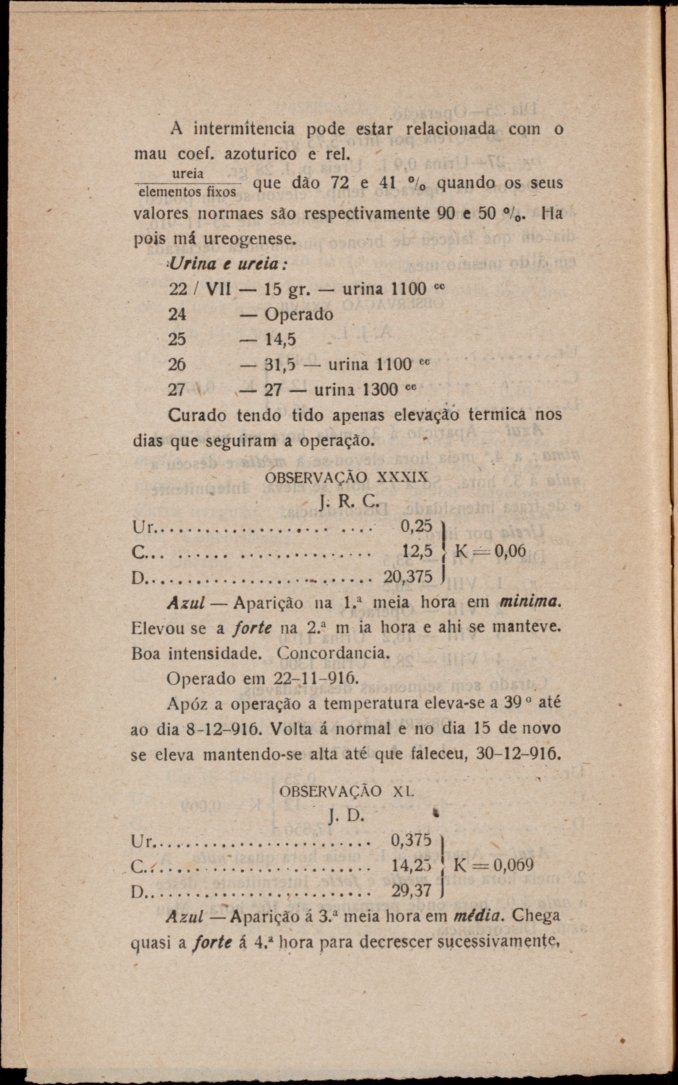 A intermitencia pode estar relacionada com o
mau coef. azoturico e rel.
ureia
elementos fixos que dão 72 e 41 % quando os seus
valores normaes são respectivamente 90 e 50 %. Ha
pois má ureogenese.
Urina e ureia:
22 / VII — 15 gr. — urina 1100 cc
24 — Operado
25 — 14,5
26 — 31,5 — urina 1100 cc
27 — 27 — urina 1300 cc
Curado tendo tido apenas elevação termica nos
dias que seguiram a operação.
OBSERVAÇÃO XXXIX
J. R. C.
Ur........................ 0,25
C........................ 12,5 } K = 0,06
D........................ 20,375
Azul — Aparição na 1.ª meia hora em minima.
Elevou se a forte na 2.ª m ia hora e ahi se manteve.
Boa intensidade. Concordancia.
Operado em 22-11-916.
Apóz a operação a temperatura eleva-se a 39º até
ao dia 8-12-916. Volta á normal e no dia 15 de novo
se eleva mantendo-se alta até que faleceu, 30-12-916.
OBSERVAÇÃO XL
J. D.
Ur........................ 0,375
C........................ 14,25 } K = 0,069
D........................ 29,37
Azul — Aparição á 3.ª meia hora em média. Chega
quasi a forte á 4.ª hora para decrescer sucessivamente,